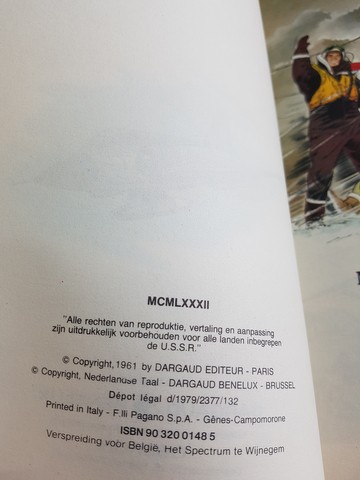 MCMLXXXII
"Alle rechten van reproduktie, vertaling en aanpassing
zijn uitdrukkelijk voorbehouden voor alle landen inbegrepen
de U.S.S.R."
© Copyright, 1961 by DARGAUD EDITEUR - PARIS
© Copyright, Nederlandse Taal - DARGAUD BENELUX - BRUSSEL
Dépot légal d/1979/2377/132
Printed in Italy - F.lli Pagano S.p.A. - Gênes-Campomorone
ISBN 90 320 0148 5
Verspreiding voor België, Het Spectrum te Wijnegem